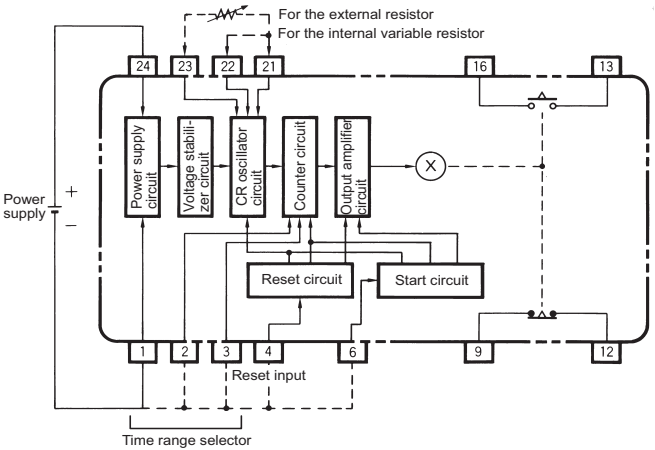 For the external resistor
For the internal variable resistor
24
23
22
21
16
13
Power supply
circuit
Voltage stabili-
zer circuit
CR oscillator
circuit
Counter circuit
Output amplifier
circuit
X
Power
supply
+
−
Reset circuit
Start circuit
1
2
3
4
6
9
12
Reset input
Time range selector